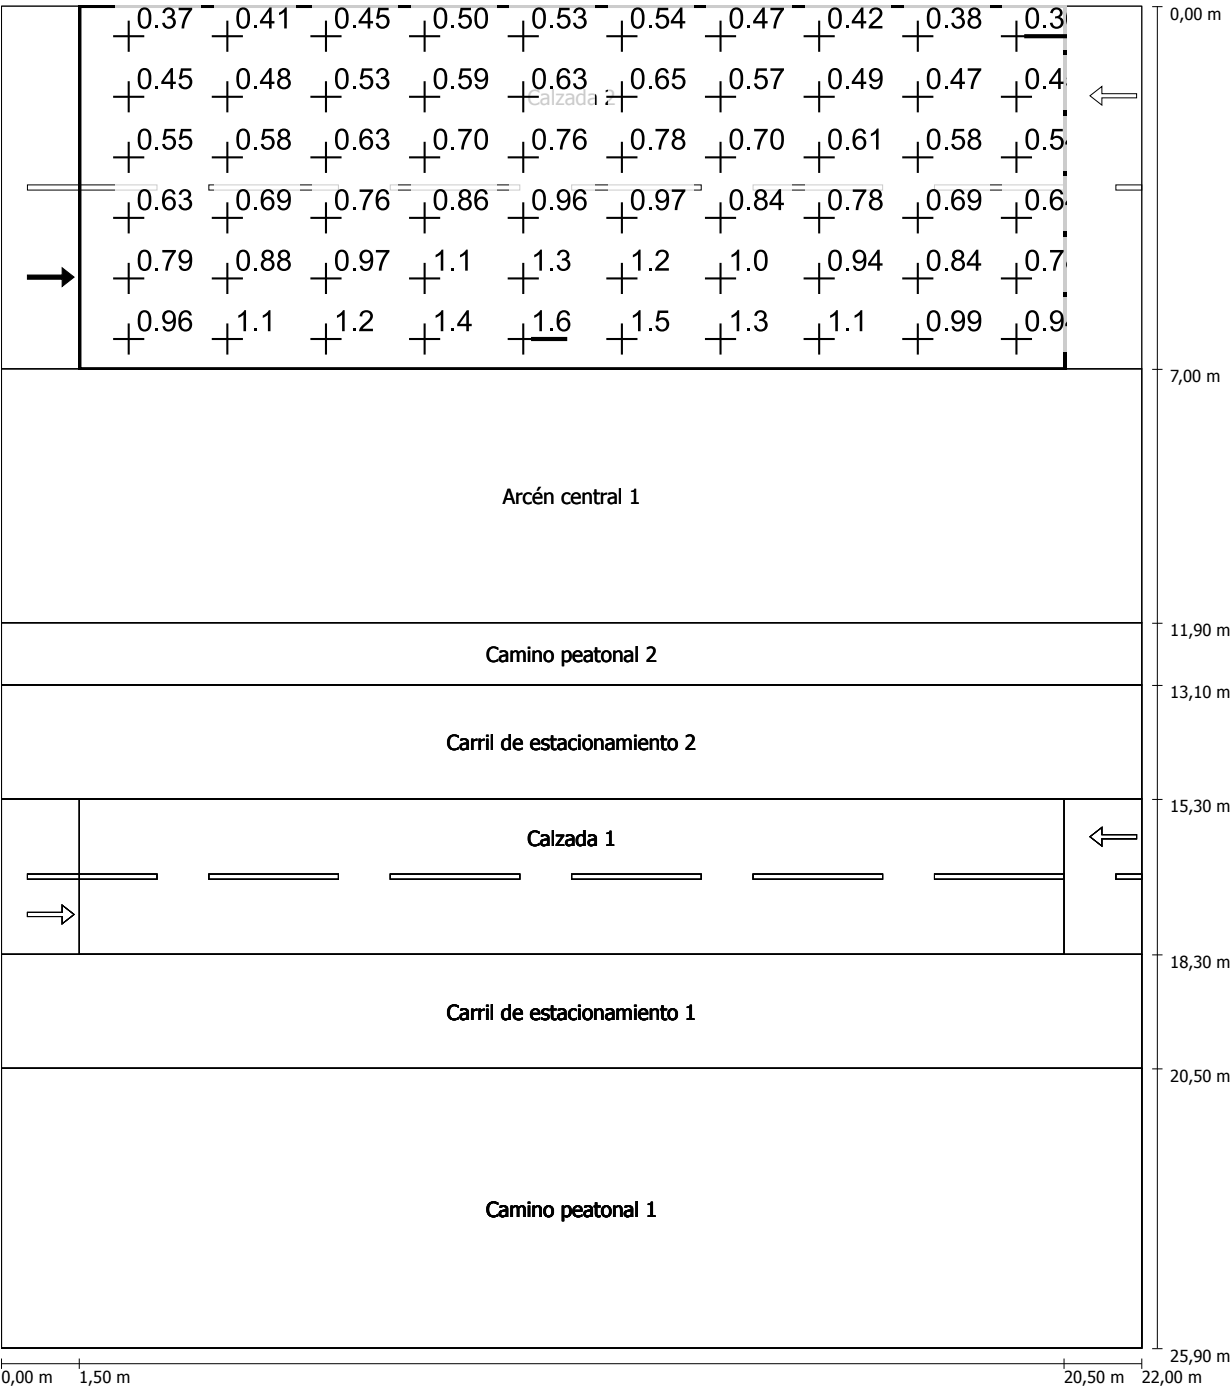 0.37 0.41 0.45 0.50 0.53 0.54 0.47 0.42 0.38
0,00 m
0.45 0.48 0.53 0.59 0.63 0.65 0.57 0.49 0.47
Calzada 2
0.55 0.58 0.63 0.70 0.76 0.78 0.70 0.61 0.58
0.63 0.69 0.76 0.86 0.96 0.97 0.84 0.78 0.69
0.79 0.88 0.97 1.1 1.3 1.2 1.0 0.94 0.84
0.96 1.1 1.2 1.4 1.6 1.5 1.3 1.1 0.99
7,00 m
Arcén central 1
11,90 m
Camino peatonal 2
13,10 m
Carril de estacionamiento 2
15,30 m
Calzada 1
18,30 m
Carril de estacionamiento 1
20,50 m
Camino peatonal 1
25,90 m
0,00 m 1,50 m 20,50 m 22,00 m